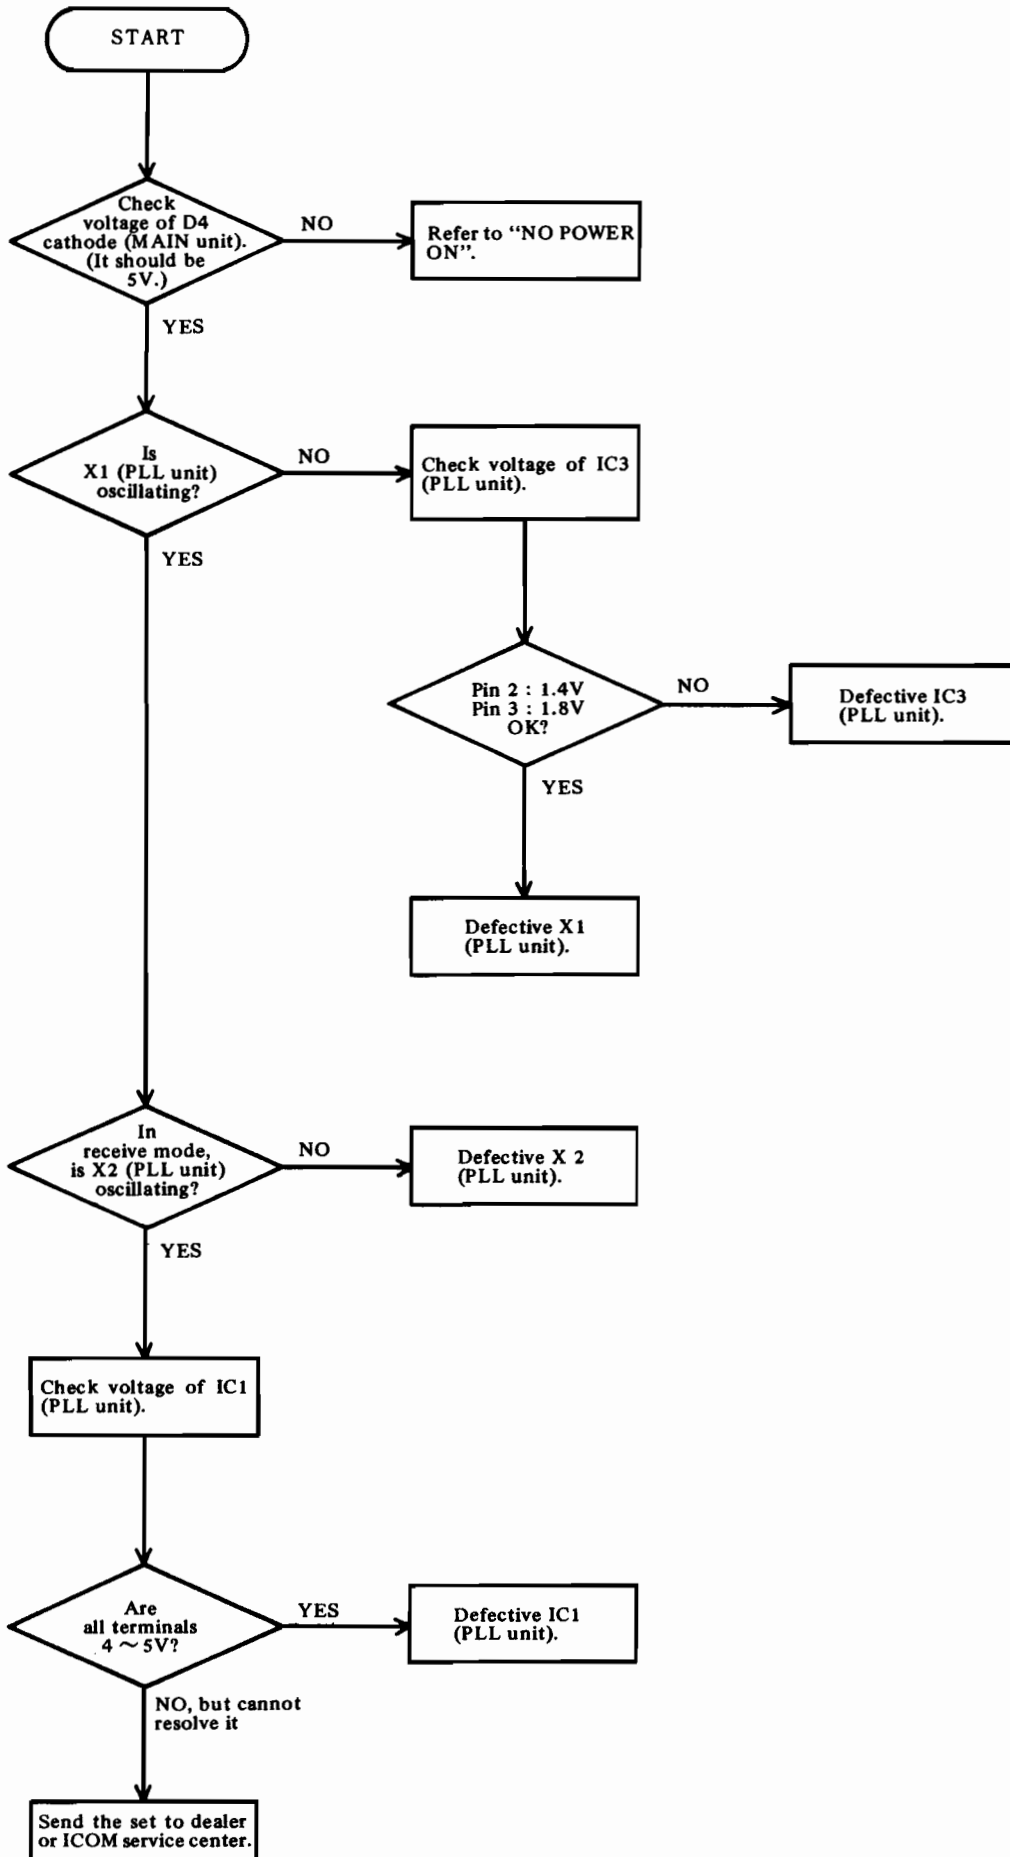 START
Check
voltage of D4
cathode (MAIN unit).
(It should be
5V.)
NO
Refer to “NO POWER
ON”.
YES
Is
X1 (PLL unit)
oscillating?
NO
Check voltage of IC3
(PLL unit).
YES
Pin 2 : 1.4V
Pin 3 : 1.8V
OK?
NO
Defective IC3
(PLL unit).
YES
Defective X1
(PLL unit).
In
receive mode,
is X2 (PLL unit)
oscillating?
NO
Defective X 2
(PLL unit).
YES
Check voltage of IC1
(PLL unit).
Are
all terminals
4 ~ 5V?
YES
Defective IC1
(PLL unit).
NO, but cannot
resolve it
Send the set to dealer
or ICOM service center.